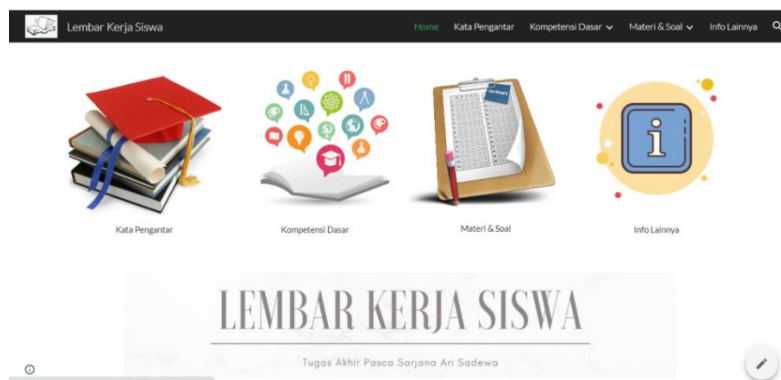 Lembar Kerja Siswa
Home Kata Pengantar Kompetensi Dasar Materi & Soal Info Lainnya
Kata Pengantar Kompetensi Dasar Materi & Soal Info Lainnya
LEMBAR KERJA SISWA
Tugas Akhir Pasca Sarjana Ari Sadewa